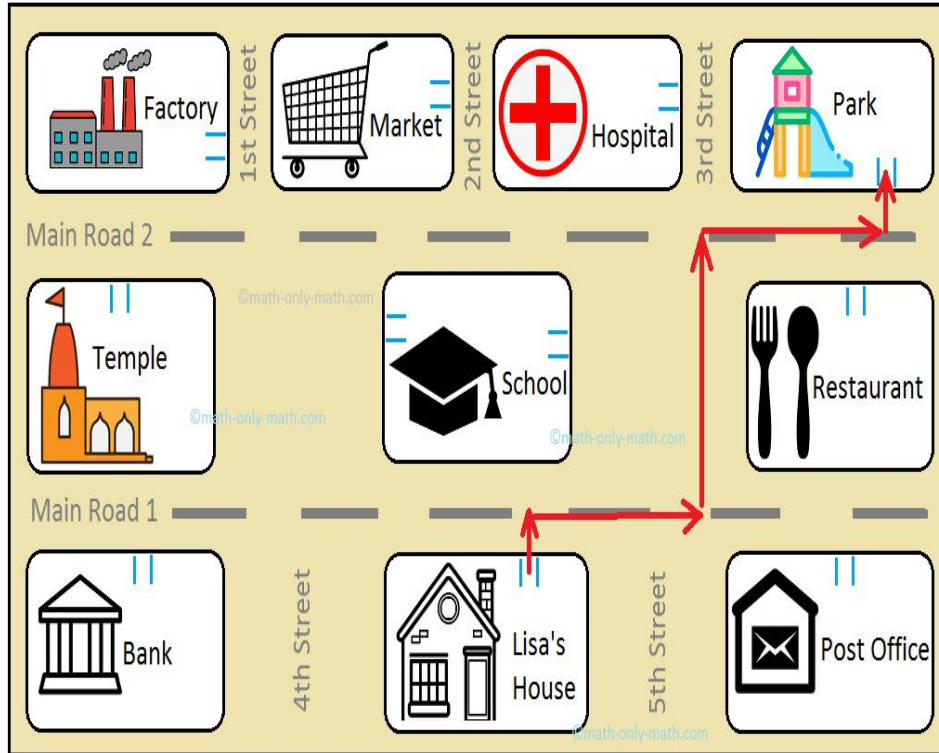 Factory
1st Street
Market
2nd Street
Hospital
3rd Street
Park
Main Road 2
©math-only-math.com
Temple
School
Restaurant
©math-only-math.com
©math-only-math.com
Main Road 1
Bank
4th Street
Lisa's
House
5th Street
Post Office
©math-only-math.com